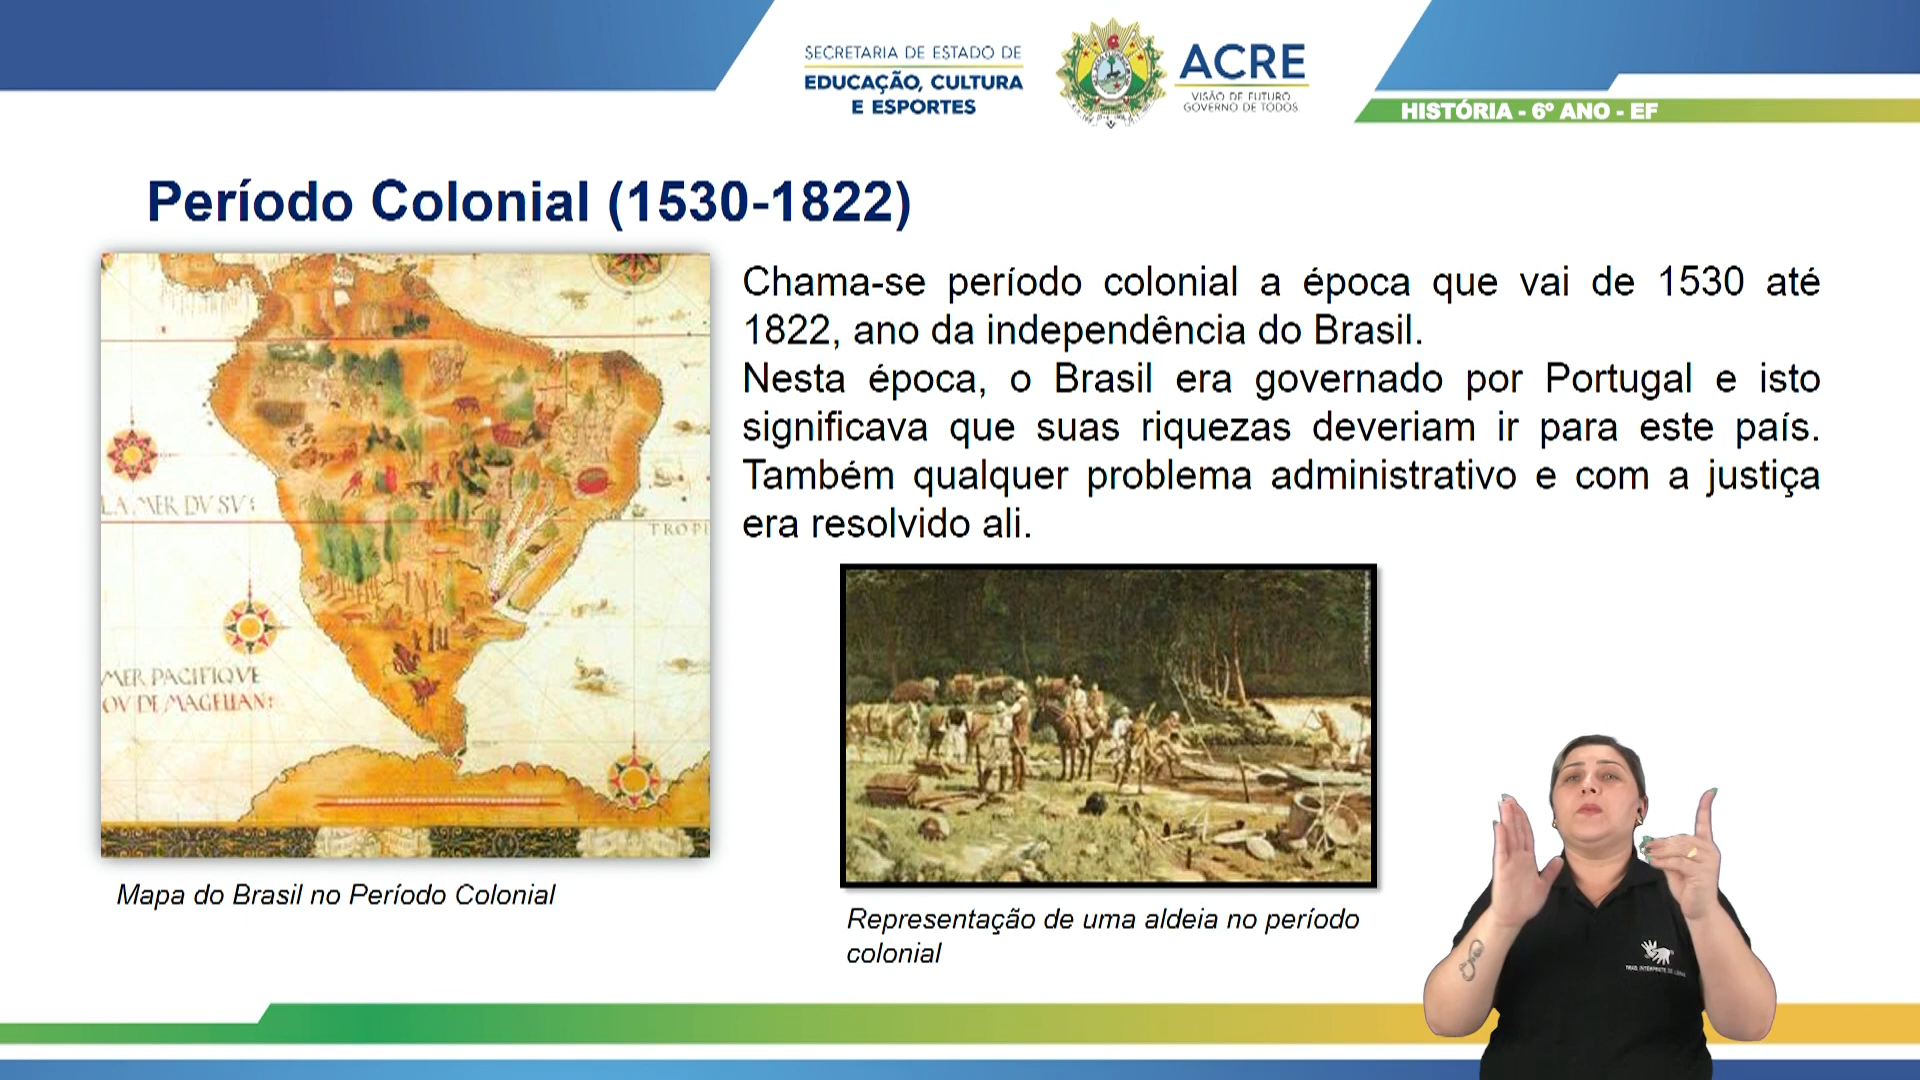 SECRETARIA DE ESTADO DE
EDUCAÇÃO, CULTURA
E ESPORTES
ACRE
VISÃO DE FUTURO
GOVERNO DE TODOS
HISTÓRIA - 6º ANO - EF
Período Colonial (1530-1822)
Chama-se período colonial a época que vai de 1530 até
1822, ano da independência do Brasil.
Nesta época, o Brasil era governado por Portugal e isto
significava que suas riquezas deveriam ir para este país.
Também qualquer problema administrativo e com a justiça
era resolvido ali.
LA MER DV SV
TROPI
MER PACIFIQVE
OV DE MAGELLAN:
Mapa do Brasil no Período Colonial
Representação de uma aldeia no período
colonial